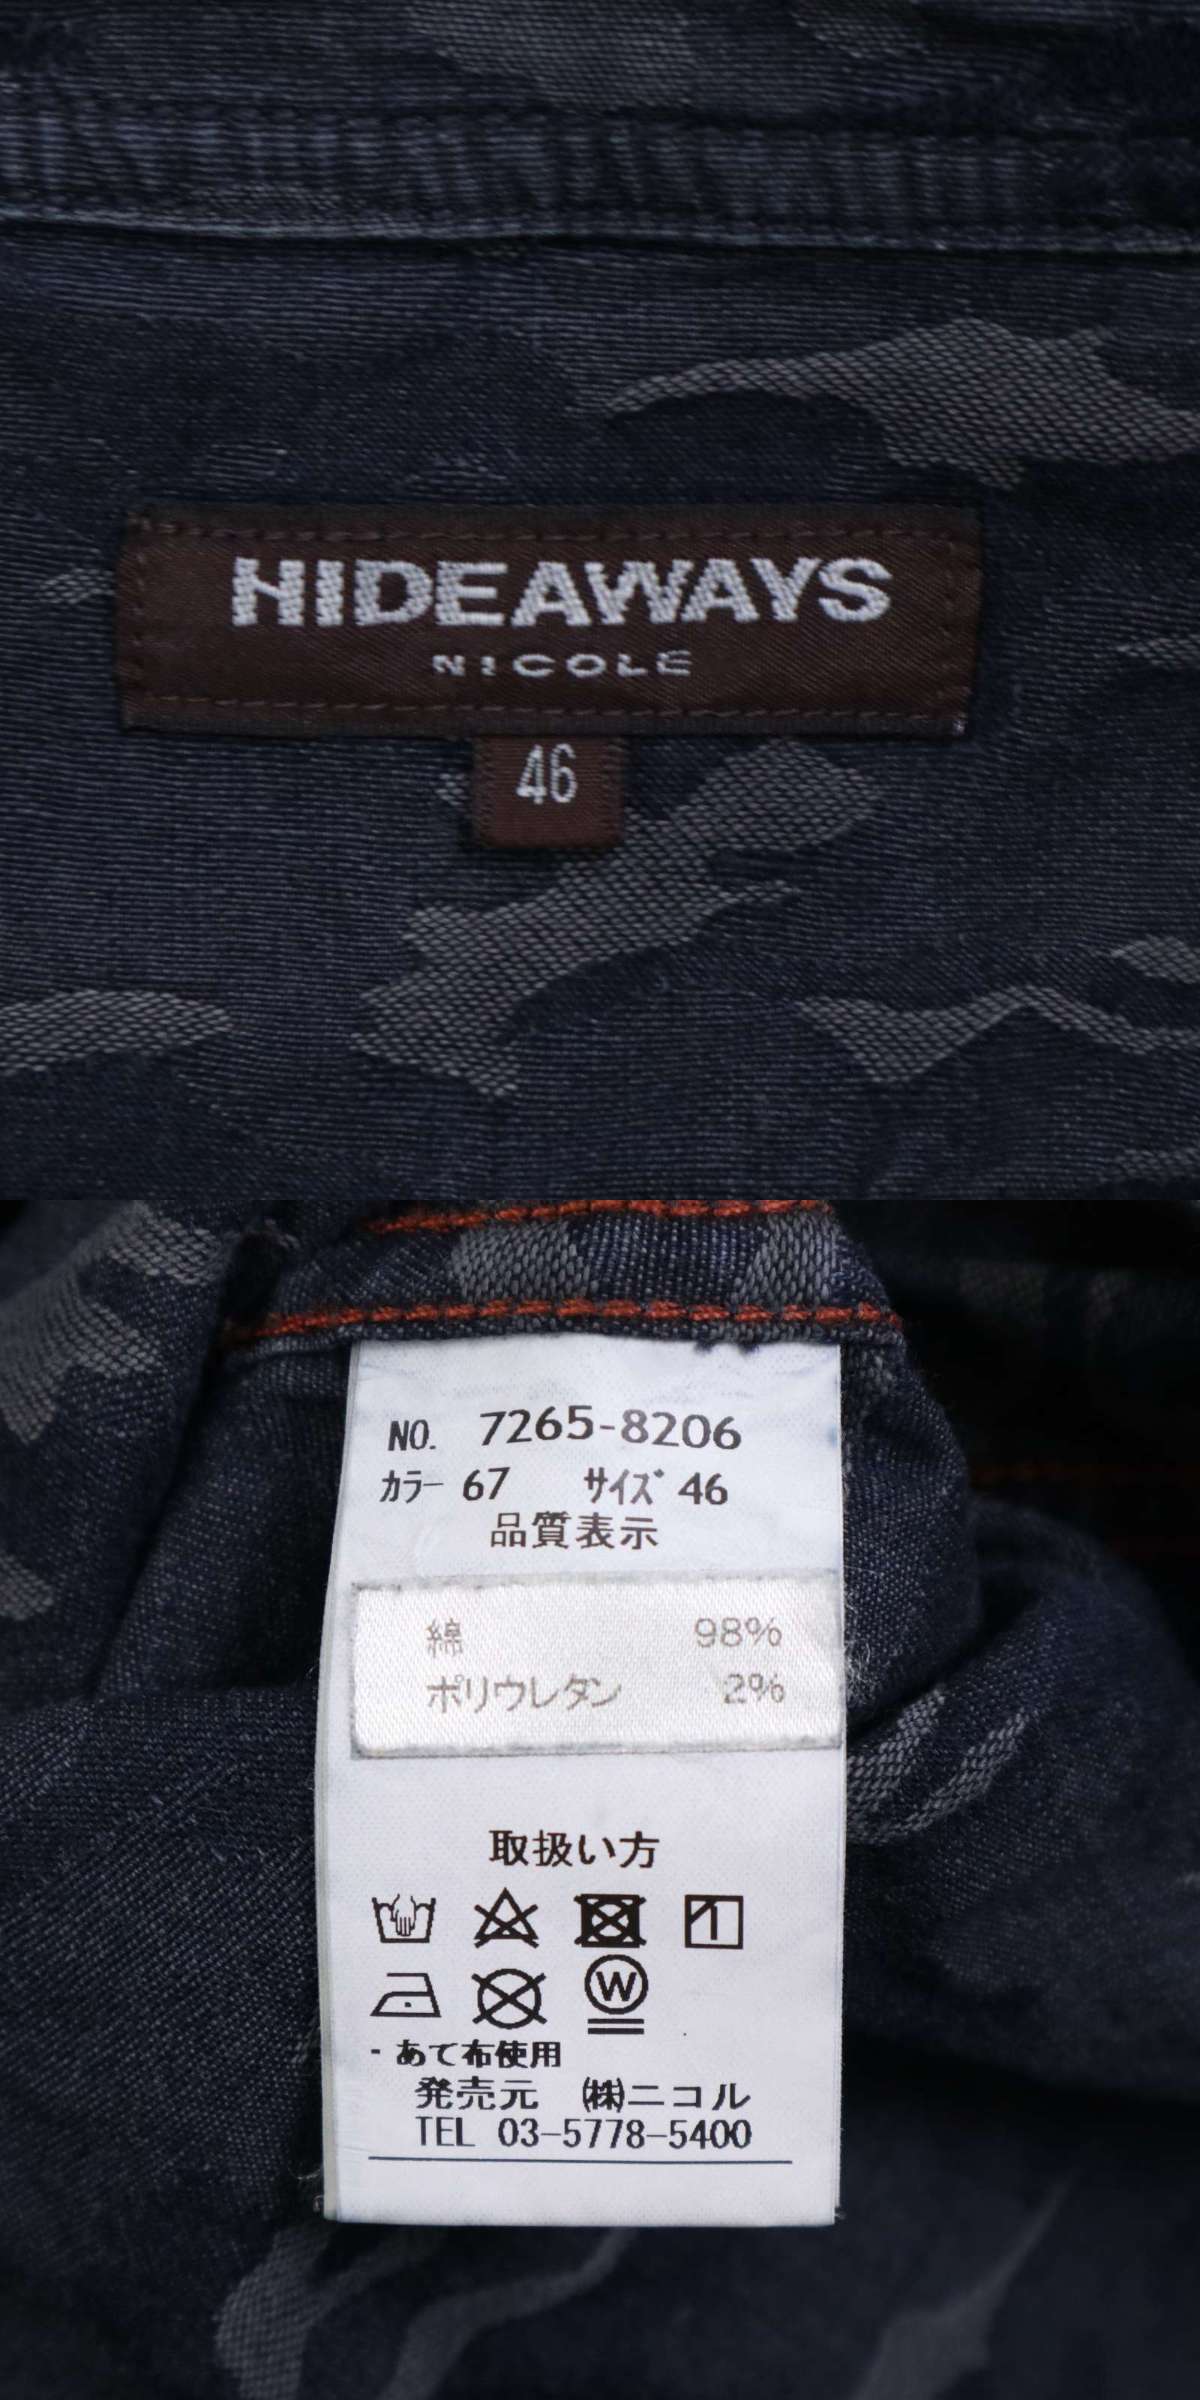 HIDEAWAYS
NICOLE
46
NO. 7265-8206
カラー 67 サイズ 46
品質表示
綿 98%
ポリウレタン 2%
取扱い方
W
・あて布使用
発売元 ㈱ニコル
TEL 03-5778-5400